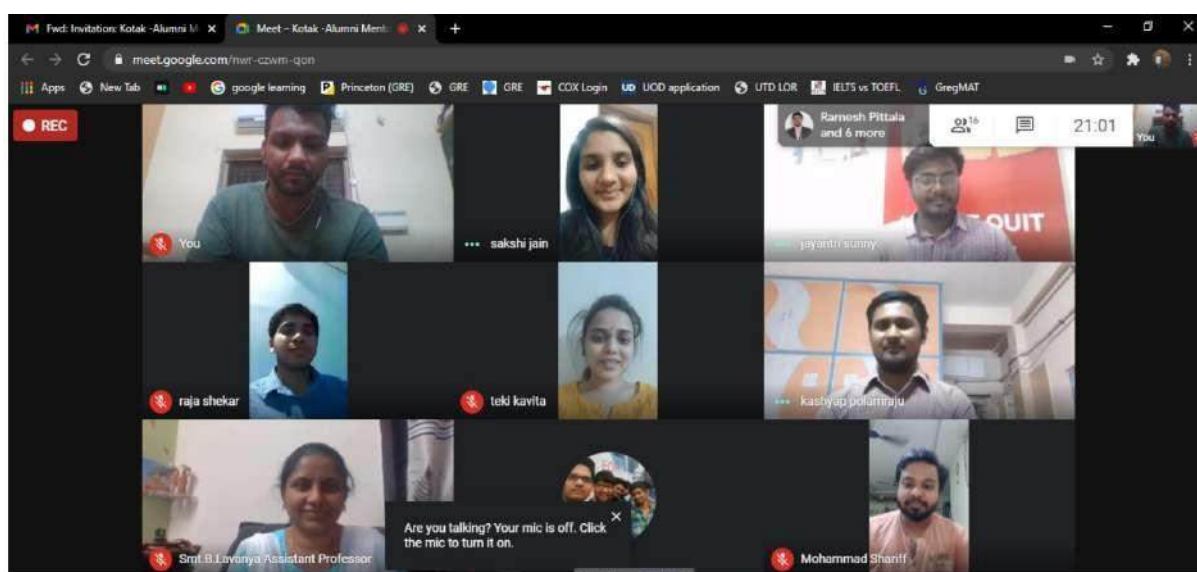 Fwd: Invitation: Kotak -Alumni M
Meet – Kotak -Alumni Ment
meet.google.com/nwr-czwm-qon
Apps New Tab google learning Princeton (GRE) GRE GRE COX Login UD UOD application UTD LOR IELTS vs TOEFL GregMAT
REC
Ramesh Pittala
and 6 more
16
21:01
You
You
sakshi jain
jayanth sunny
QUIT
raja shekar
teki kavita
kashyap polamraju
Are you talking? Your mic is off. Click
the mic to turn it on.
Smt.B.Lavanya Assistant Professor
Mohammad Shariff